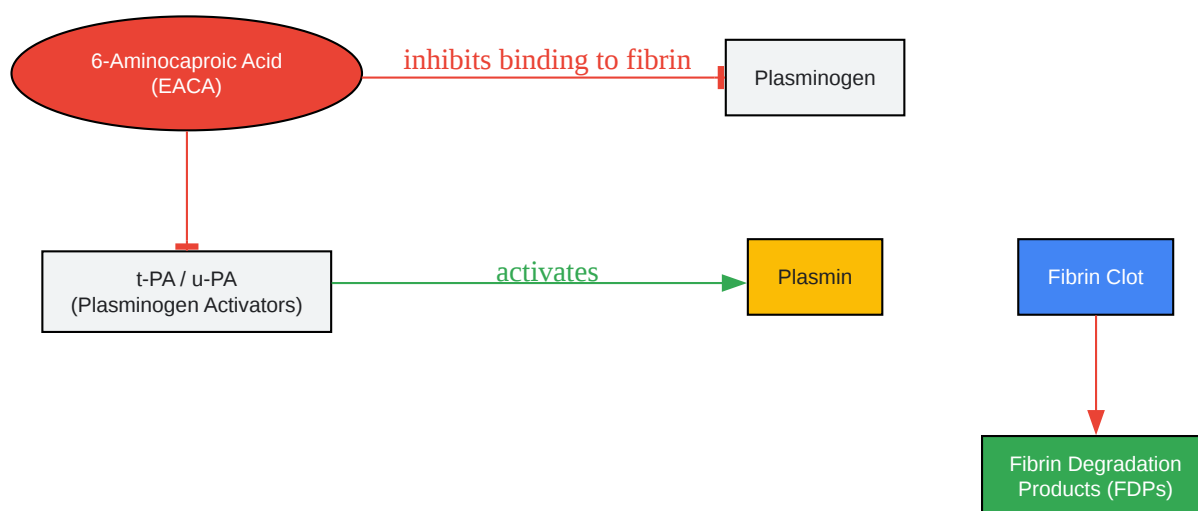 6-Aminocaproic Acid
(EACA)
inhibits binding to fibrin
Plasminogen
t-PA / u-PA
(Plasminogen Activators)
activates
Plasmin
Fibrin Clot
Fibrin Degradation
Products (FDPs)